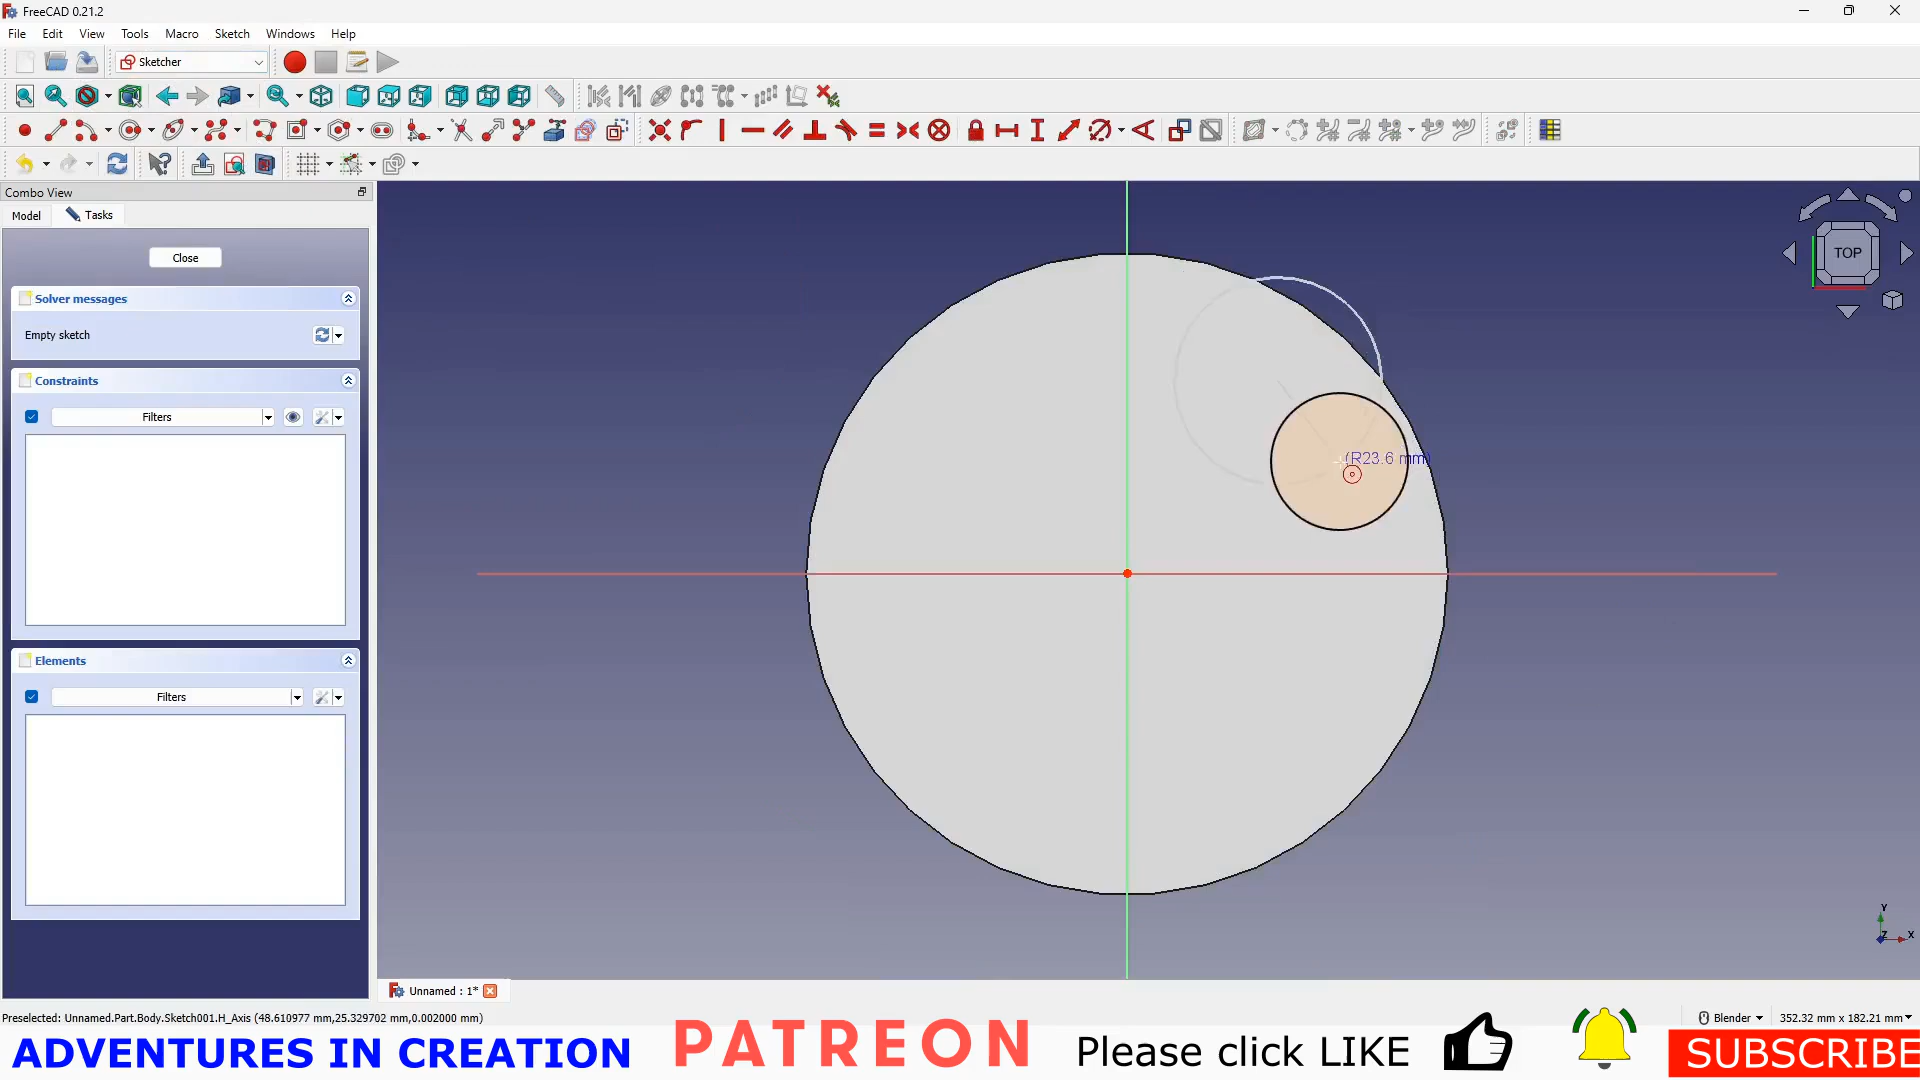 FreeCAD 0.21.2
File Edit View Tools Macro Sketch Windows Help
Sketcher
Combo View
Model Tasks
Close
Solver messages
Empty sketch
Constraints
Filters
Elements
Filters
TOP
(R23.6 mm)
Y
Z X
Unnamed : 1*
Preselected: Unnamed.Part.Body.Sketch001.H_Axis (48.610977 mm,25.329702 mm,0.002000 mm)
Blender 352.32 mm x 182.21 mm
ADVENTURES IN CREATION PATREON Please click LIKE SUBSCRIBE